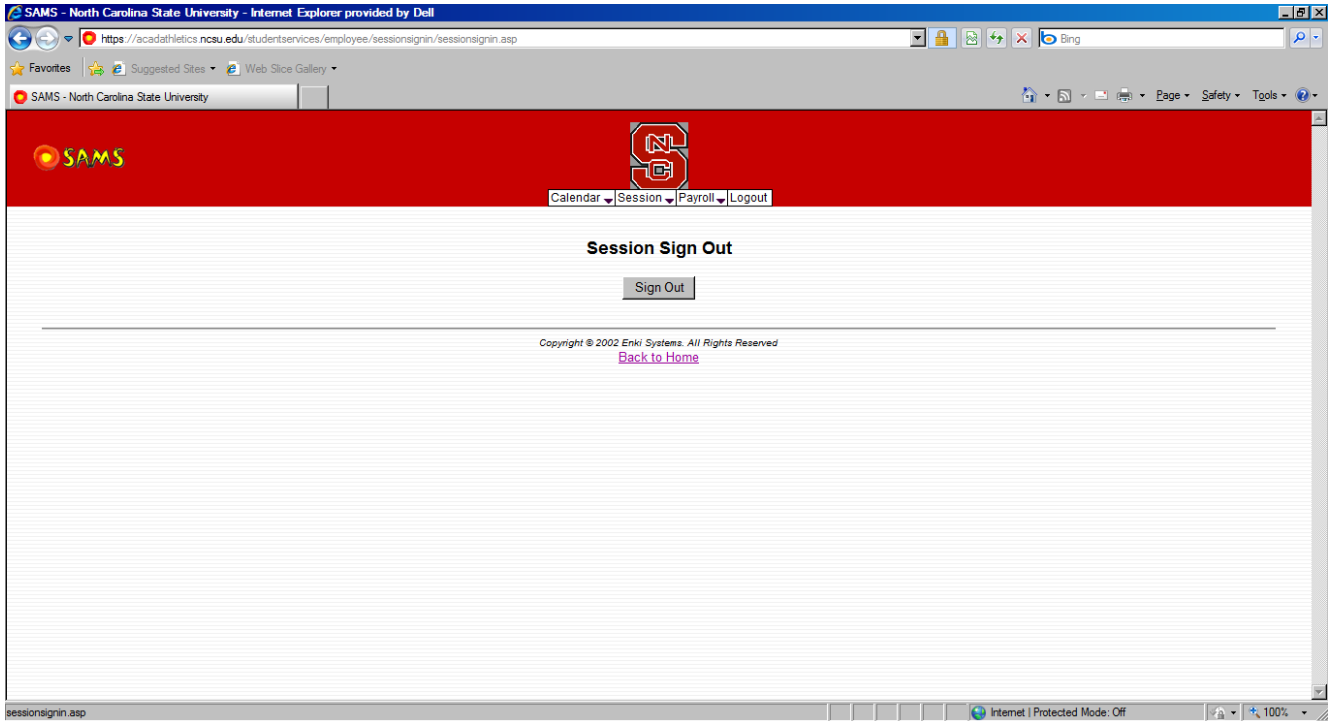 SAMS - North Carolina State University - Internet Explorer provided by Dell
https://acadathletics.ncsu.edu/studentservices/employee/sessionsignin/sessionsignin.asp
Bing
Favorites Suggested Sites Web Slice Gallery
SAMS - North Carolina State University
Page Safety Tools
SAMS
NC
Calendar Session Payroll Logout
Session Sign Out
Sign Out
Copyright © 2002 Enki Systems. All Rights Reserved
Back to Home
sessionsignin.asp Internet | Protected Mode: Off 100%